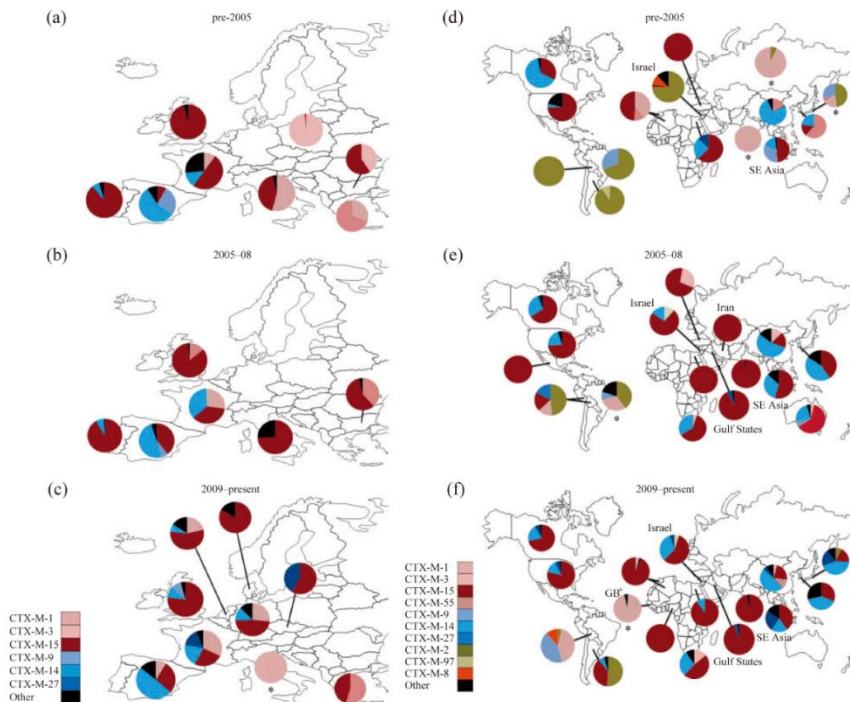 (a)
pre-2005
(b)
2005–08
(c)
2009–present
CTX-M-1
CTX-M-3
CTX-M-15
CTX-M-9
CTX-M-14
CTX-M-27
Other
*
(d)
pre-2005
Israel
*
*
*
SE Asia
(e)
2005–08
Israel
Iran
SE Asia
Gulf States
*
(f)
2009–present
Israel
GB
*
SE Asia
Gulf States
CTX-M-1
CTX-M-3
CTX-M-15
CTX-M-55
CTX-M-9
CTX-M-14
CTX-M-27
CTX-M-2
CTX-M-97
CTX-M-8
Other